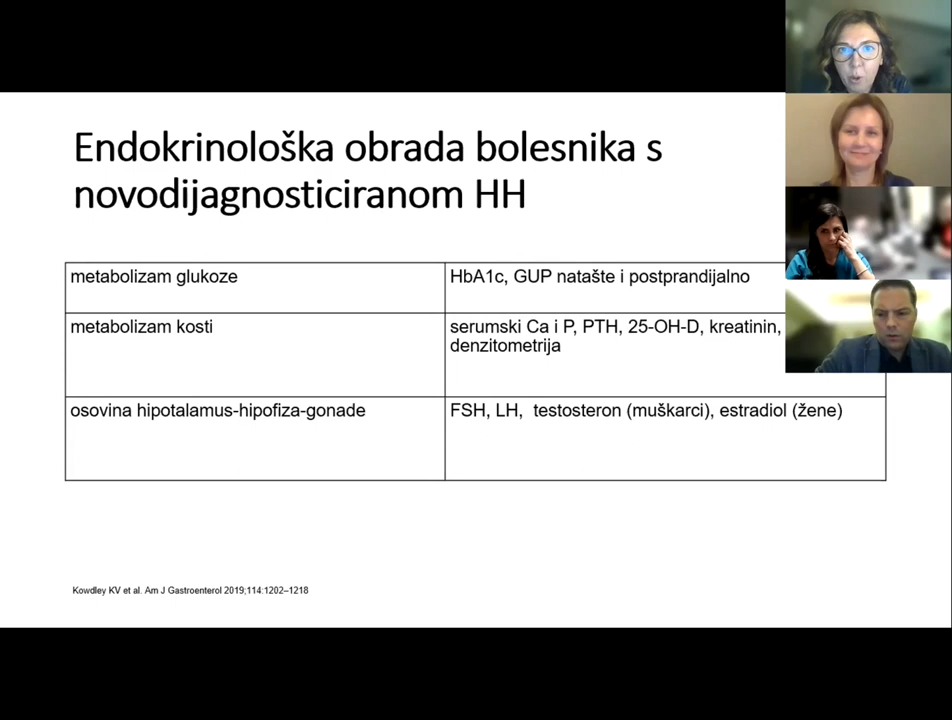 Endokrinološka obrada bolesnika s
novodijagnosticiranom HH
metabolizam glukoze
HbA1c, GUP natašte i postprandijalno
metabolizam kosti
serumski Ca i P, PTH, 25-OH-D, kreatinin,
denzitometrija
osovina hipotalamus-hipofiza-gonade
FSH, LH, testosteron (muškarci), estradiol (žene)
Kowdley KV et al. Am J Gastroenterol 2019;114:1202–1218